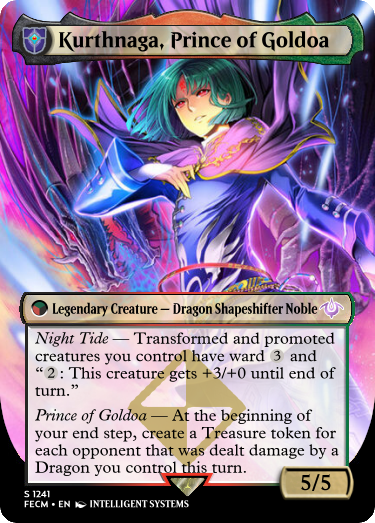 Kurthnaga, Prince of Goldoa
Legendary Creature — Dragon Shapeshifter Noble
Night Tide — Transformed and promoted
creatures you control have ward 3 and
“2: This creature gets +3/+0 until end of
turn.”
Prince of Goldoa — At the beginning of
your end step, create a Treasure token for
each opponent that was dealt damage by a
Dragon you control this turn.
5/5
S 1241
FECM • EN INTELLIGENT SYSTEMS